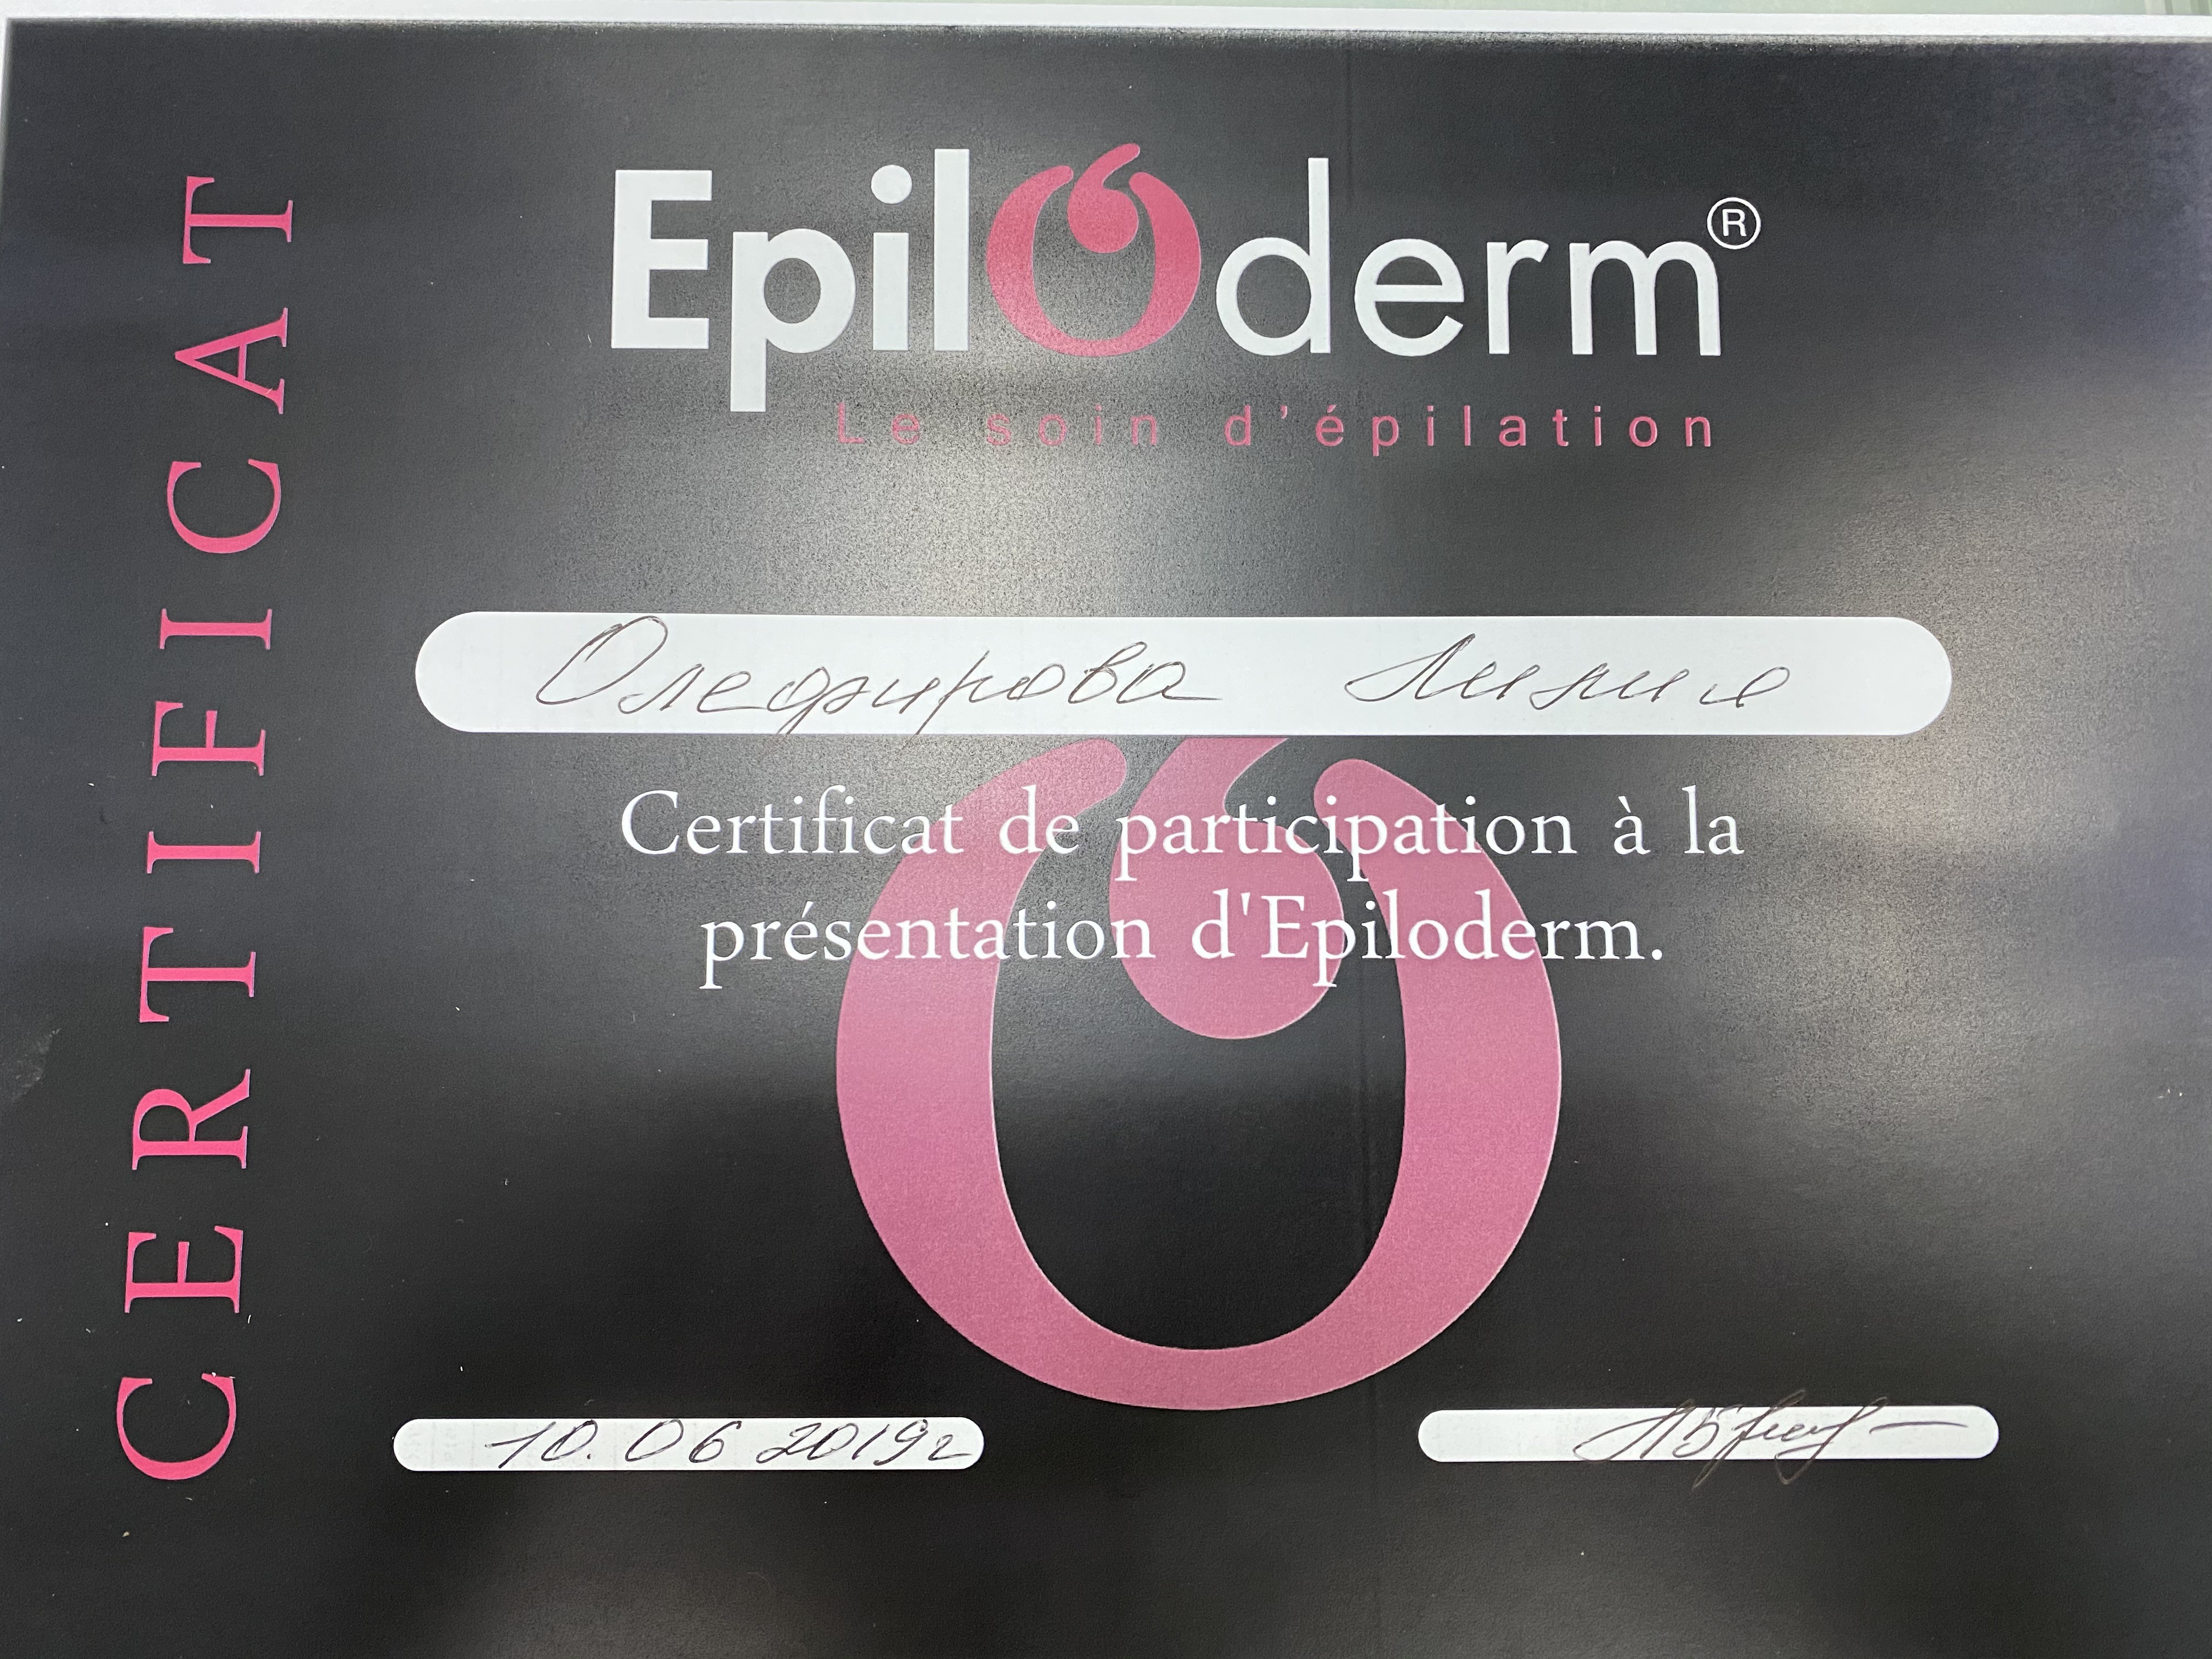 CERTIFICAT
Epiloderm®
Le soin d'épilation
Олефирова Лилия
Certificat de participation à la
présentation d'Epiloderm.
10.06 2019г